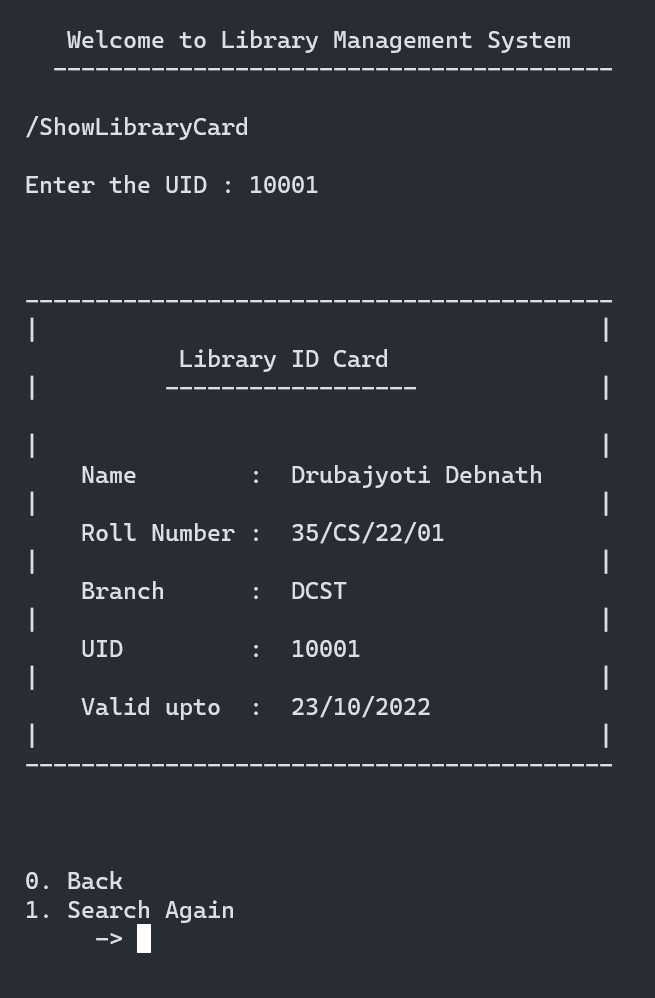 Welcome to Library Management System
----------------------------------------
/ShowLibraryCard
Enter the UID : 10001
------------------------------------------
|                                        |
Library ID Card
|         ------------------             |
|                                        |
Name        :  Drubajyoti Debnath
|                                        |
Roll Number :  35/CS/22/01
|                                        |
Branch      :  DCST
|                                        |
UID         :  10001
|                                        |
Valid upto  :  23/10/2022
|                                        |
------------------------------------------
0. Back
1. Search Again
->